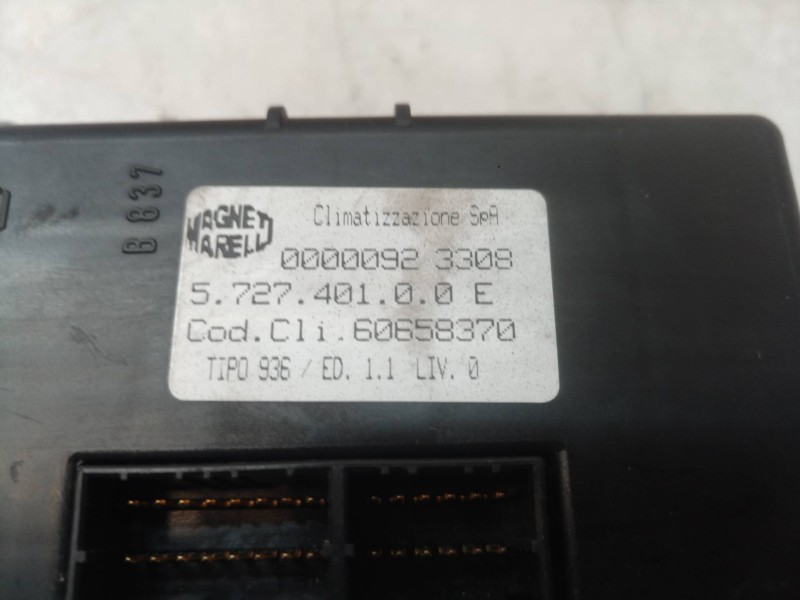 B 637
MAGNETI MARELLI
Climatizzazione SpA
0000092 3308
5.727.401.0.0 E
Cod.Cli.60658370
TIPO 936 / ED. 1.1 LIV. 0